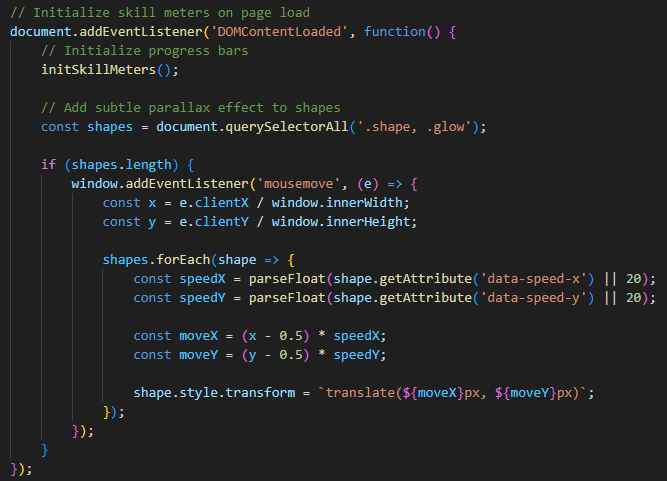 // Initialize skill meters on page load
document.addEventListener('DOMContentLoaded', function() {
    // Initialize progress bars
    initSkillMeters();

    // Add subtle parallax effect to shapes
    const shapes = document.querySelectorAll('.shape, .glow');

    if (shapes.length) {
        window.addEventListener('mousemove', (e) => {
            const x = e.clientX / window.innerWidth;
            const y = e.clientY / window.innerHeight;

            shapes.forEach(shape => {
                const speedX = parseFloat(shape.getAttribute('data-speed-x') || 20);
                const speedY = parseFloat(shape.getAttribute('data-speed-y') || 20);

                const moveX = (x - 0.5) * speedX;
                const moveY = (y - 0.5) * speedY;

                shape.style.transform = `translate(${moveX}px, ${moveY}px)`;
            });
        });
    }
});